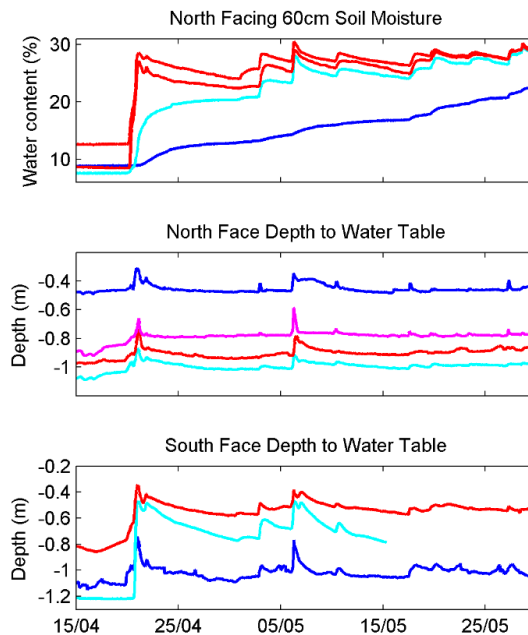 North Facing 60cm Soil Moisture
Water content (%)
30
20
10
North Face Depth to Water Table
Depth (m)
-0.4
-0.6
-0.8
-1
South Face Depth to Water Table
Depth (m)
-0.2
-0.4
-0.6
-0.8
-1
-1.2
15/04 25/04 05/05 15/05 25/05